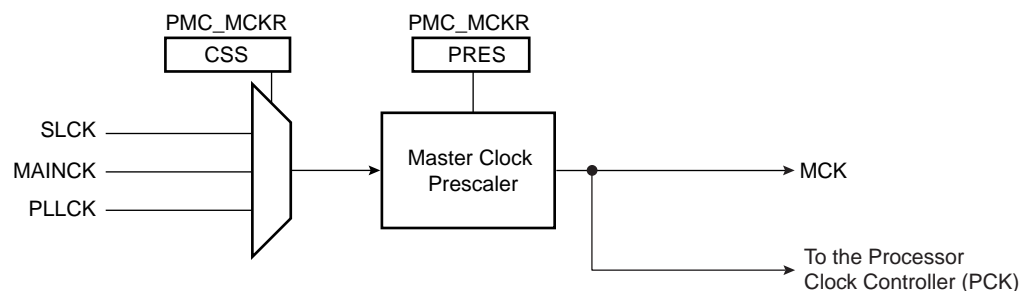 PMC_MCKR
PMC_MCKR
CSS
PRES
SLCK
MAINCK
PLLCK
Master Clock
Prescaler
MCK
To the Processor
Clock Controller (PCK)